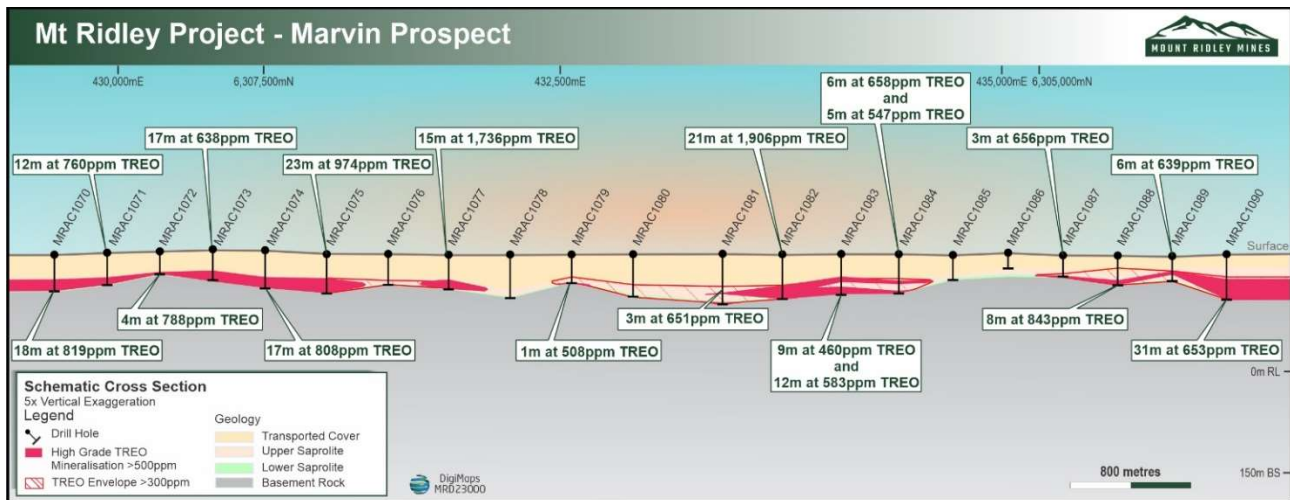 Mt Ridley Project - Marvin Prospect
MOUNT RIDLEY MINES
430,000mE
6,307,500mN
432,500mE
435,000mE
6,305,000mN
6m at 658ppm TREO
and
5m at 547ppm TREO
17m at 638ppm TREO
15m at 1,736ppm TREO
21m at 1,906ppm TREO
3m at 656ppm TREO
12m at 760ppm TREO
23m at 974ppm TREO
6m at 639ppm TREO
MRAC1070
MRAC1071
MRAC1072
MRAC1073
MRAC1074
MRAC1075
MRAC1076
MRAC1077
MRAC1078
MRAC1079
MRAC1080
MRAC1081
MRAC1082
MRAC1083
MRAC1084
MRAC1085
MRAC1086
MRAC1087
MRAC1088
MRAC1089
MRAC1090
Surface
4m at 788ppm TREO
3m at 651ppm TREO
8m at 843ppm TREO
18m at 819ppm TREO
17m at 808ppm TREO
1m at 508ppm TREO
9m at 460ppm TREO
and
12m at 583ppm TREO
31m at 653ppm TREO
0m RL
Schematic Cross Section
5x Vertical Exaggeration
Legend
Drill Hole
High Grade TREO
Mineralisation >500ppm
TREO Envelope >300ppm
Geology
Transported Cover
Upper Saprolite
Lower Saprolite
Basement Rock
DigiMaps
MRD23000
800 metres
150m BS